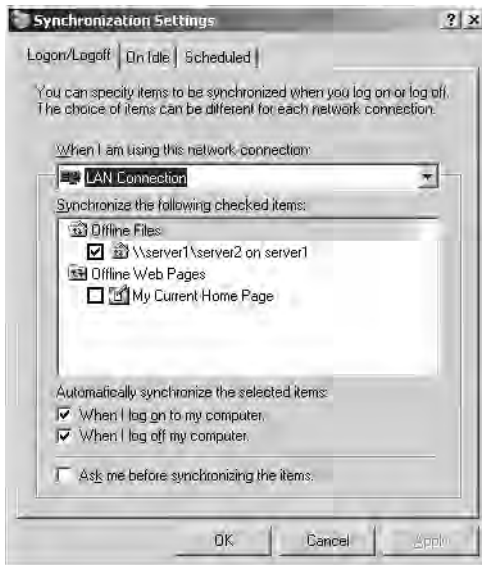 Synchronization Settings
Logon/Logoff
On Idle
Scheduled
You can specify items to be synchronized when you log on or log off.
The choice of items can be different for each network connection.
When I am using this network connection:
LAN Connection
Synchronize the following checked items:
Offline Files
\\server1\server2 on server1
Offline Web Pages
My Current Home Page
Automatically synchronize the selected items:
When I log on to my computer.
When I log off my computer.
Ask me before synchronizing the items.
OK
Cancel
Apply